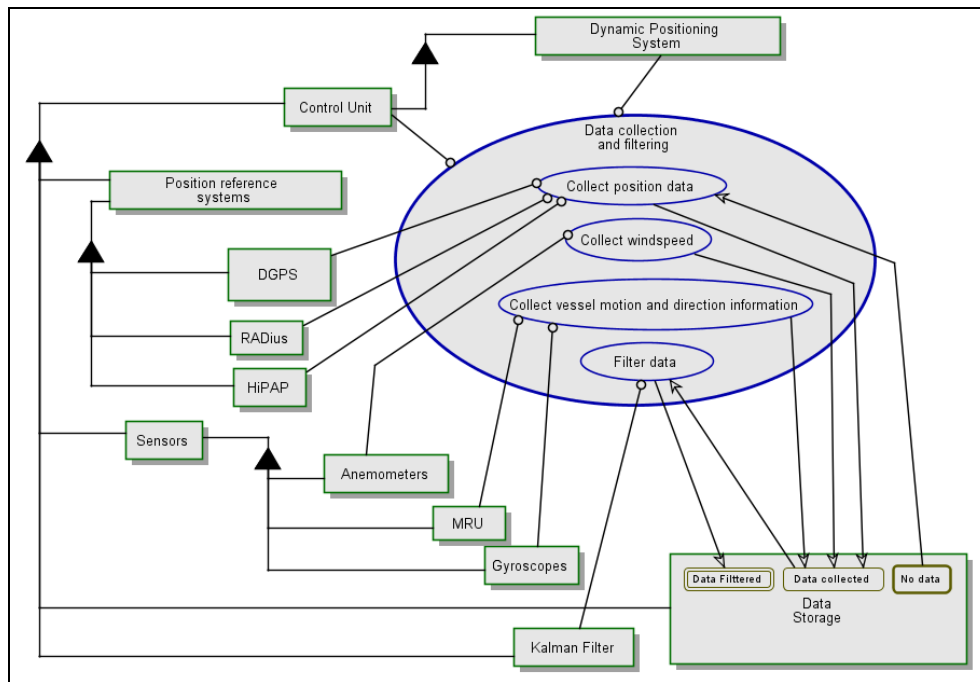 Dynamic Positioning
System
Control Unit
Data collection
and filtering
Position reference
systems
Collect position data
Collect windspeed
DGPS
Collect vessel motion and direction information
RADius
Filter data
HiPAP
Sensors
Anemometers
MRU
Gyroscopes
Data Filttered
Data collected
No data
Data
Storage
Kalman Filter